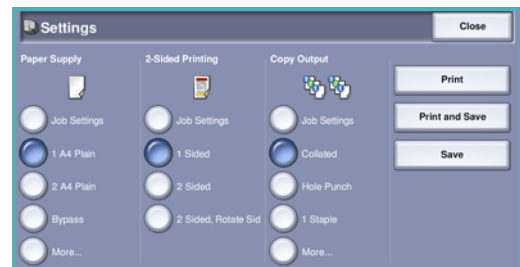 Settings
Close
Paper Supply
Job Settings
1 A4 Plain
2 A4 Plain
Bypass
More...
2-Sided Printing
Job Settings
1 Sided
2 Sided
2 Sided, Rotate Sid
Copy Output
Job Settings
Collated
Hole Punch
1 Staple
More...
Print
Print and Save
Save